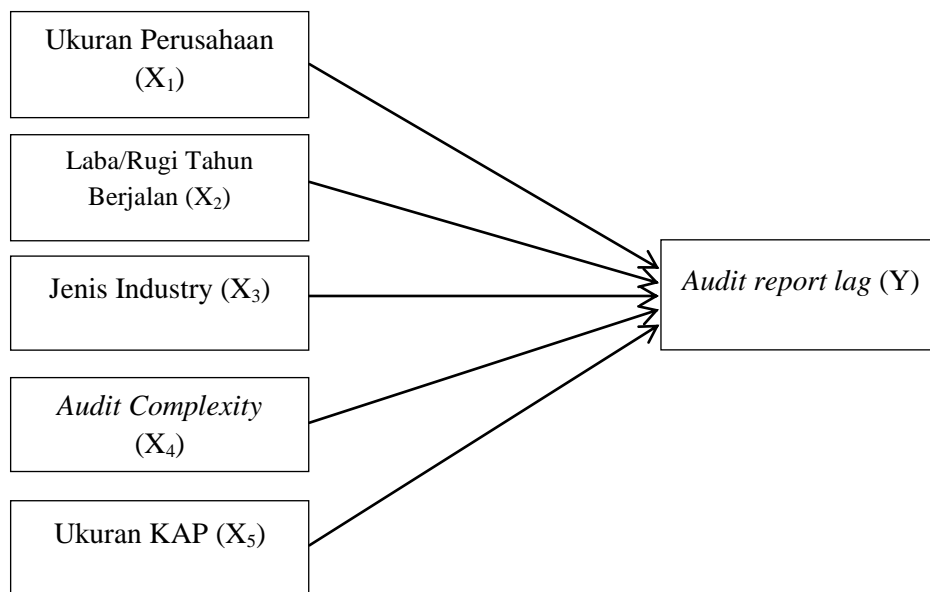 Ukuran Perusahaan
(X₁)
Laba/Rugi Tahun
Berjalan (X₂)
Jenis Industry (X₃)
Audit Complexity
(X₄)
Ukuran KAP (X₅)
Audit report lag (Y)